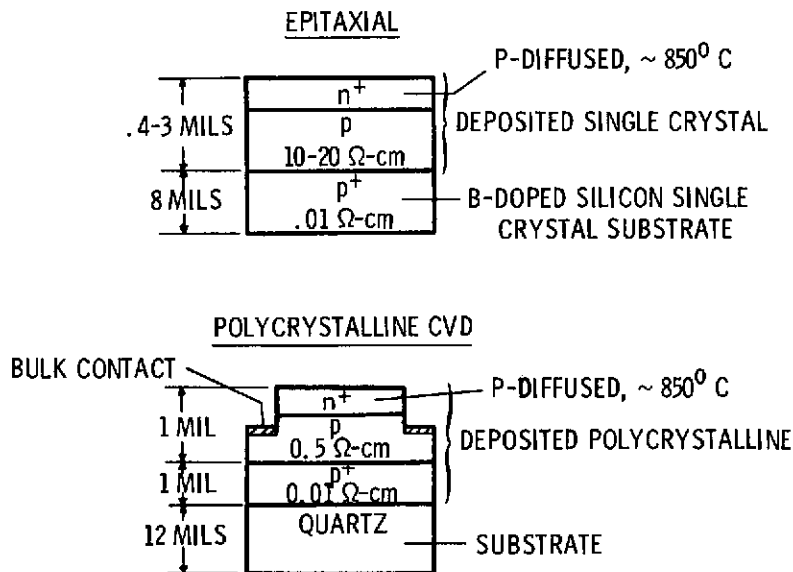 EPITAXIAL
P-DIFFUSED, ~ 850⁰ C
n⁺
.4-3 MILS
DEPOSITED SINGLE CRYSTAL
p
10-20 Ω-cm
8 MILS
p⁺
.01 Ω-cm
B-DOPED SILICON SINGLE
CRYSTAL SUBSTRATE
POLYCRYSTALLINE CVD
BULK CONTACT
P-DIFFUSED, ~ 850⁰ C
n⁺
1 MIL
p
0.5 Ω-cm
DEPOSITED POLYCRYSTALLINE
1 MIL
p⁺
0.01 Ω-cm
12 MILS
QUARTZ
SUBSTRATE